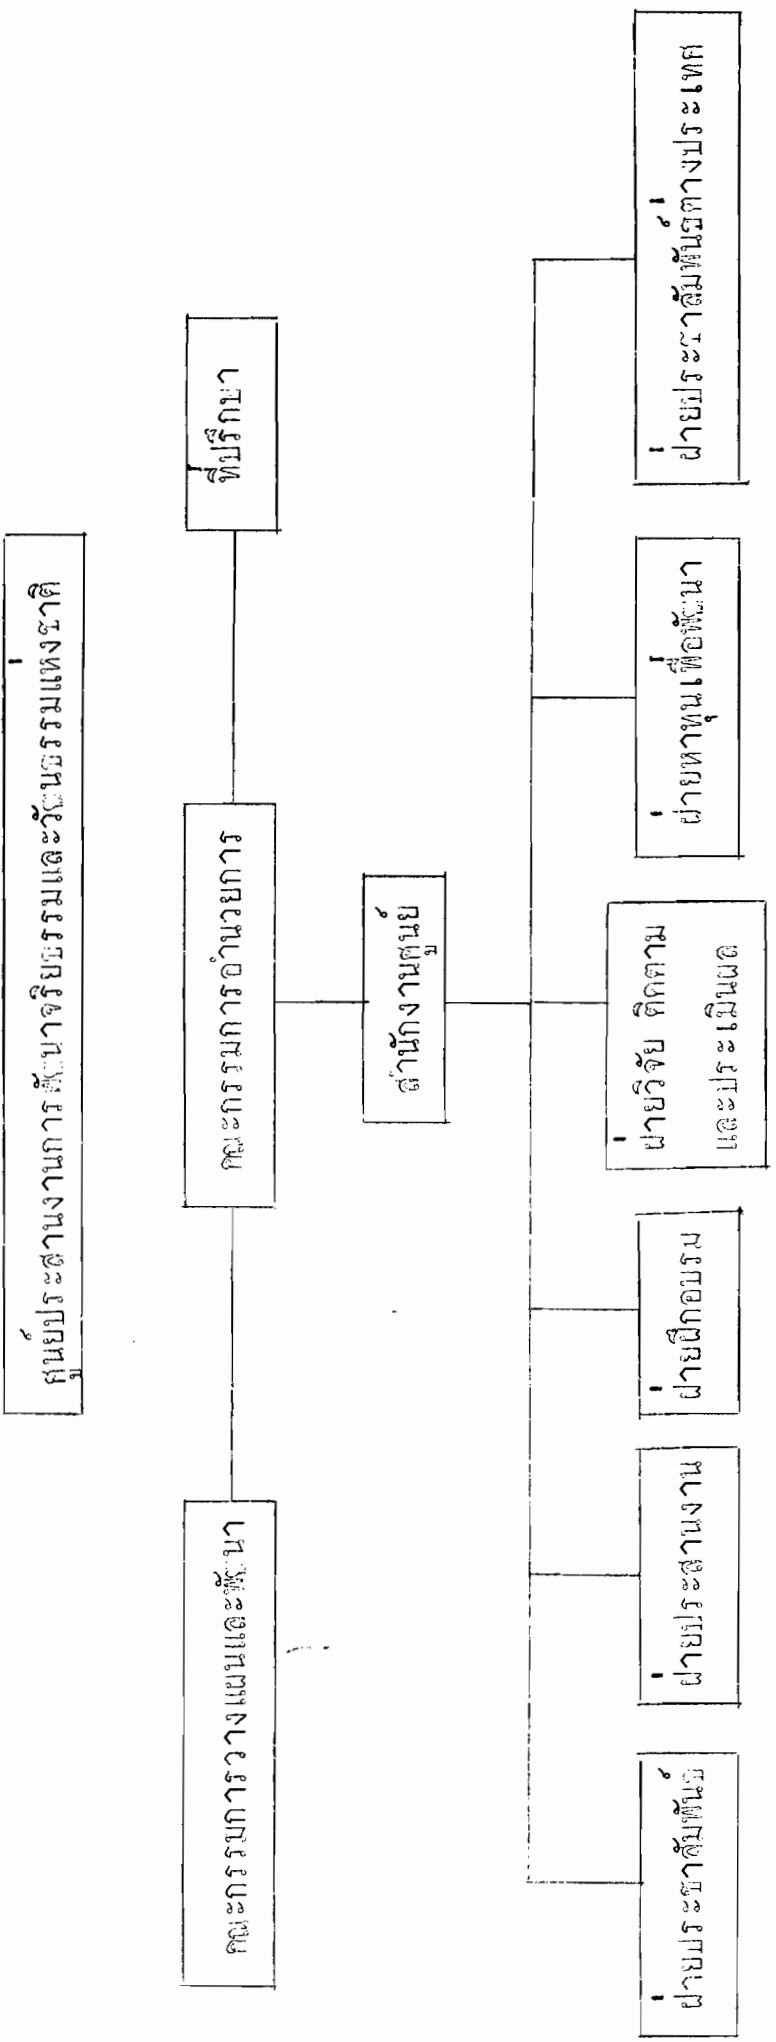 ศูนย์ประสานงานการพัฒนาจริยธรรมและวัฒนธรรมแห่งชาติ
คณะกรรมการวางแผนและพัฒนา
คณะกรรมการอำนวยการ
ที่ปรึกษา
สำนักงานศูนย์
ฝ่ายประชาสัมพันธ์
ฝ่ายประสานงาน
ฝ่ายฝึกอบรม
ฝ่ายวิจัย ติดตาม
และประเมินผล
ฝ่ายหาทุนเพื่อพัฒนา
ฝ่ายประชาสัมพันธ์ต่างประเทศ